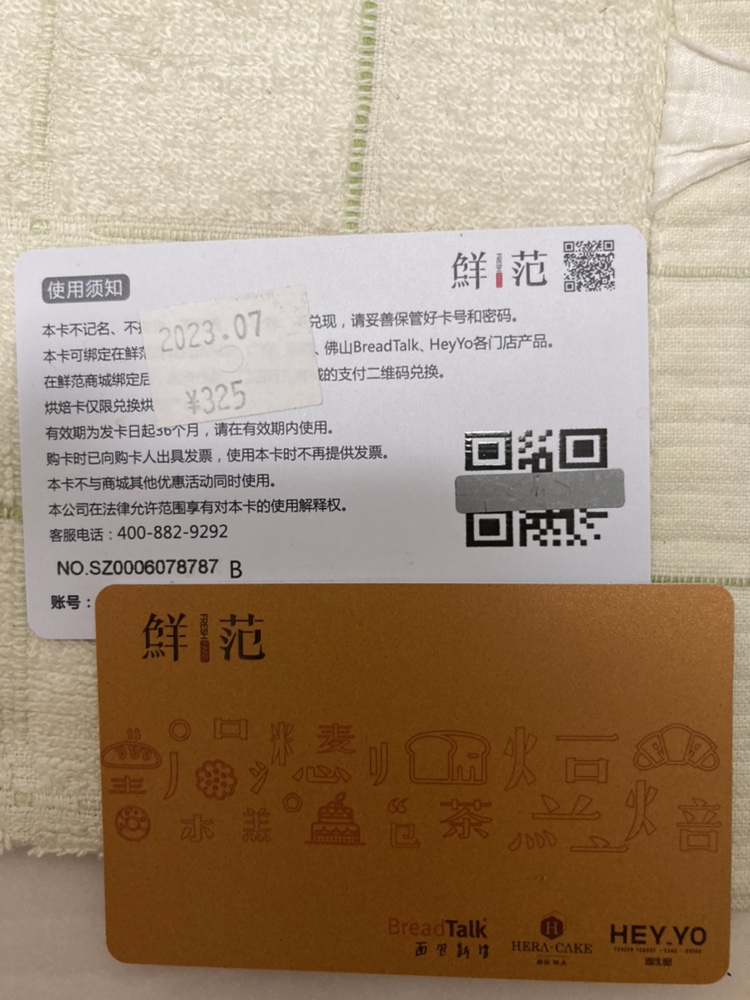 鮮 FRESH 范
使用须知
本卡不记名、不 兑现，请妥善保管好卡号和密码。
本卡可绑定在鲜 、佛山BreadTalk、HeyYo各门店产品。
在鲜范商城绑定后 的支付二维码兑换。
烘焙卡仅限兑换烘
2023.07
¥325
有效期为发卡日起36个月，请在有效期内使用。
购卡时已向购卡人出具发票，使用本卡时不再提供发票。
本卡不与商城其他优惠活动同时使用。
本公司在法律允许范围享有对本卡的使用解释权。
客服电话：400-882-9292
NO.SZ0006078787 B
账号：
鮮 FRESH 范
麦
茶
BreadTalk
面包新语
HERA·CAKE
HEY-YO